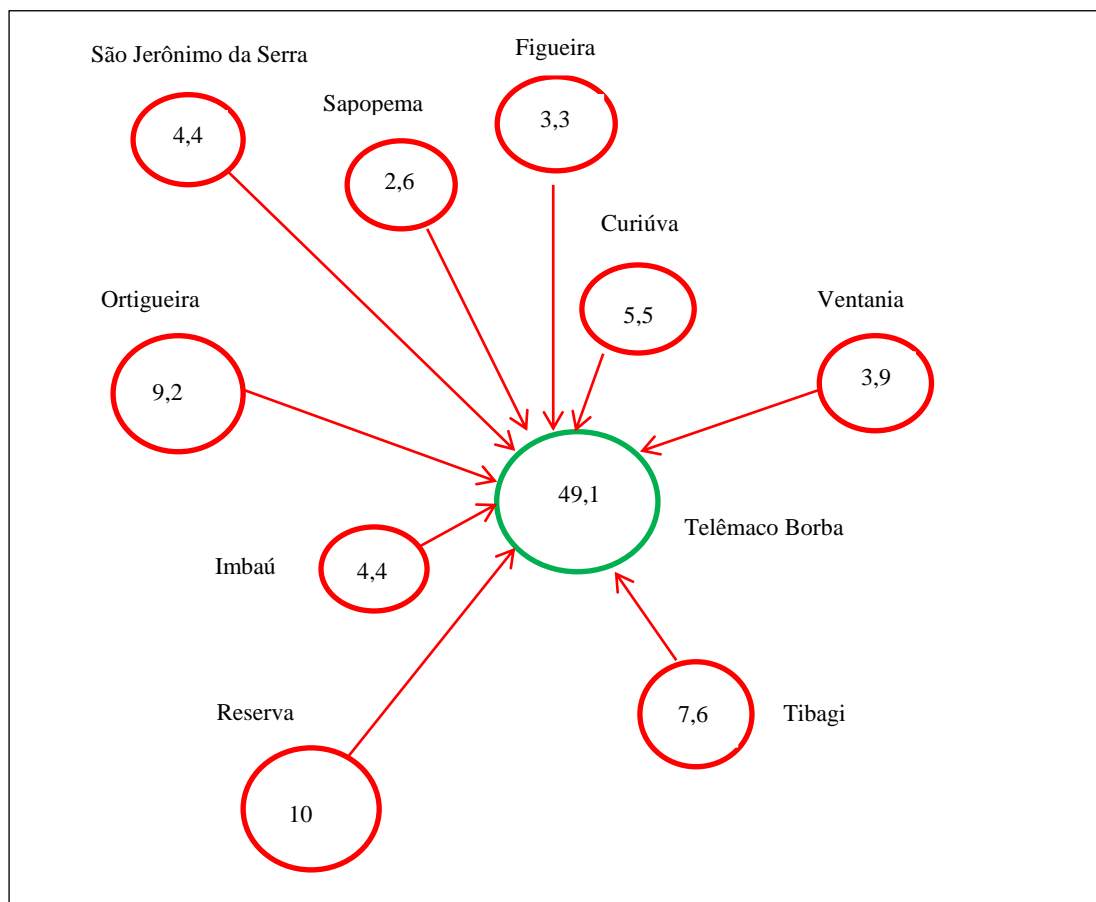 São Jerônimo da Serra
Figueira
Sapopema
3,3
4,4
2,6
Curiúva
Ortigueira
Ventania
5,5
3,9
9,2
49,1
Telêmaco Borba
Imbaú
4,4
Reserva
7,6
Tibagi
10